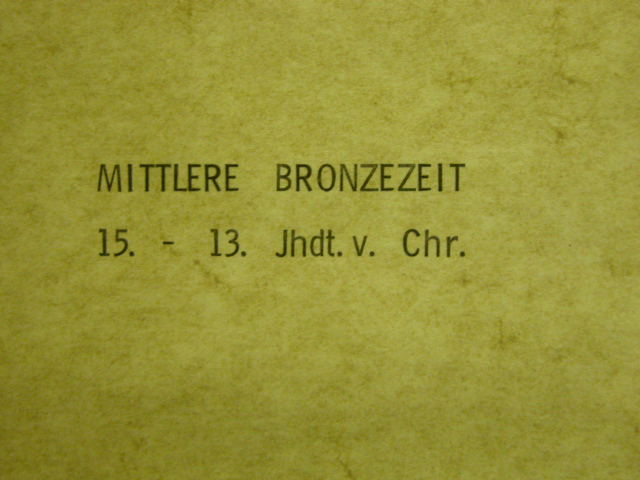 MITTLERE BRONZEZEIT
15. - 13. Jhdt. v. Chr.